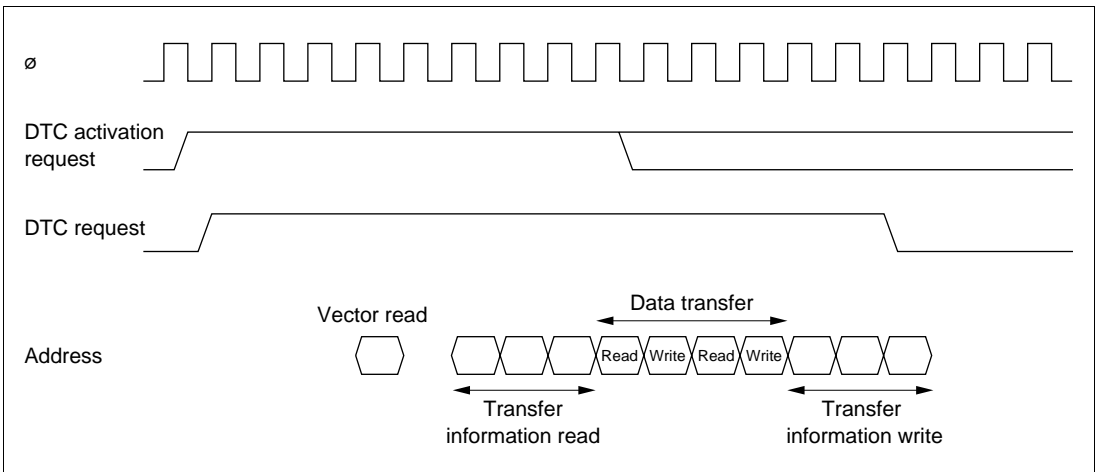 ø
DTC activation
request
DTC request
Vector read
Data transfer
Address
Read Write Read Write
Transfer
information read
Transfer
information write